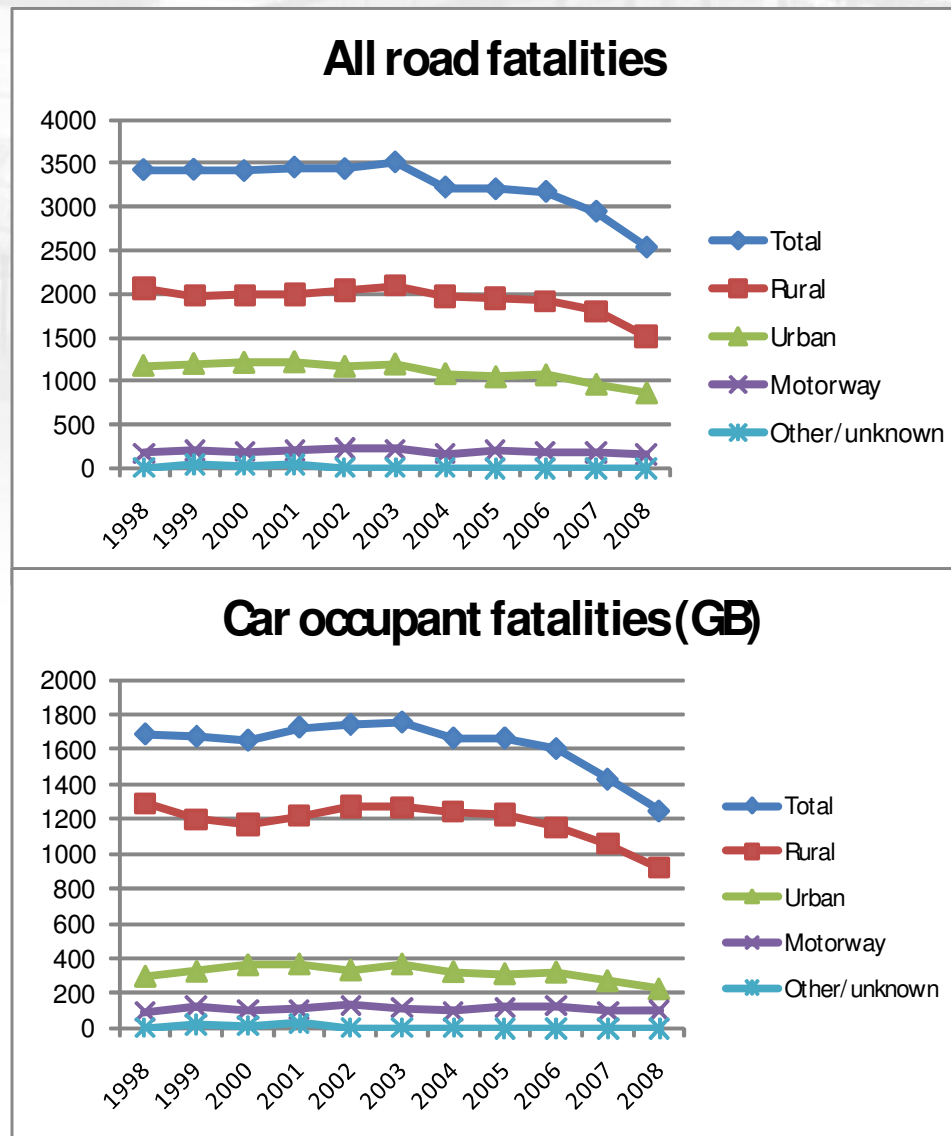 All road fatalities
4000
3500
3000
2500
2000
1500
1000
500
0
1998 1999 2000 2001 2002 2003 2004 2005 2006 2007 2008
Total
Rural
Urban
Motorway
Other/unknown
Car occupant fatalities (GB)
2000
1800
1600
1400
1200
1000
800
600
400
200
0
1998 1999 2000 2001 2002 2003 2004 2005 2006 2007 2008
Total
Rural
Urban
Motorway
Other/unknown